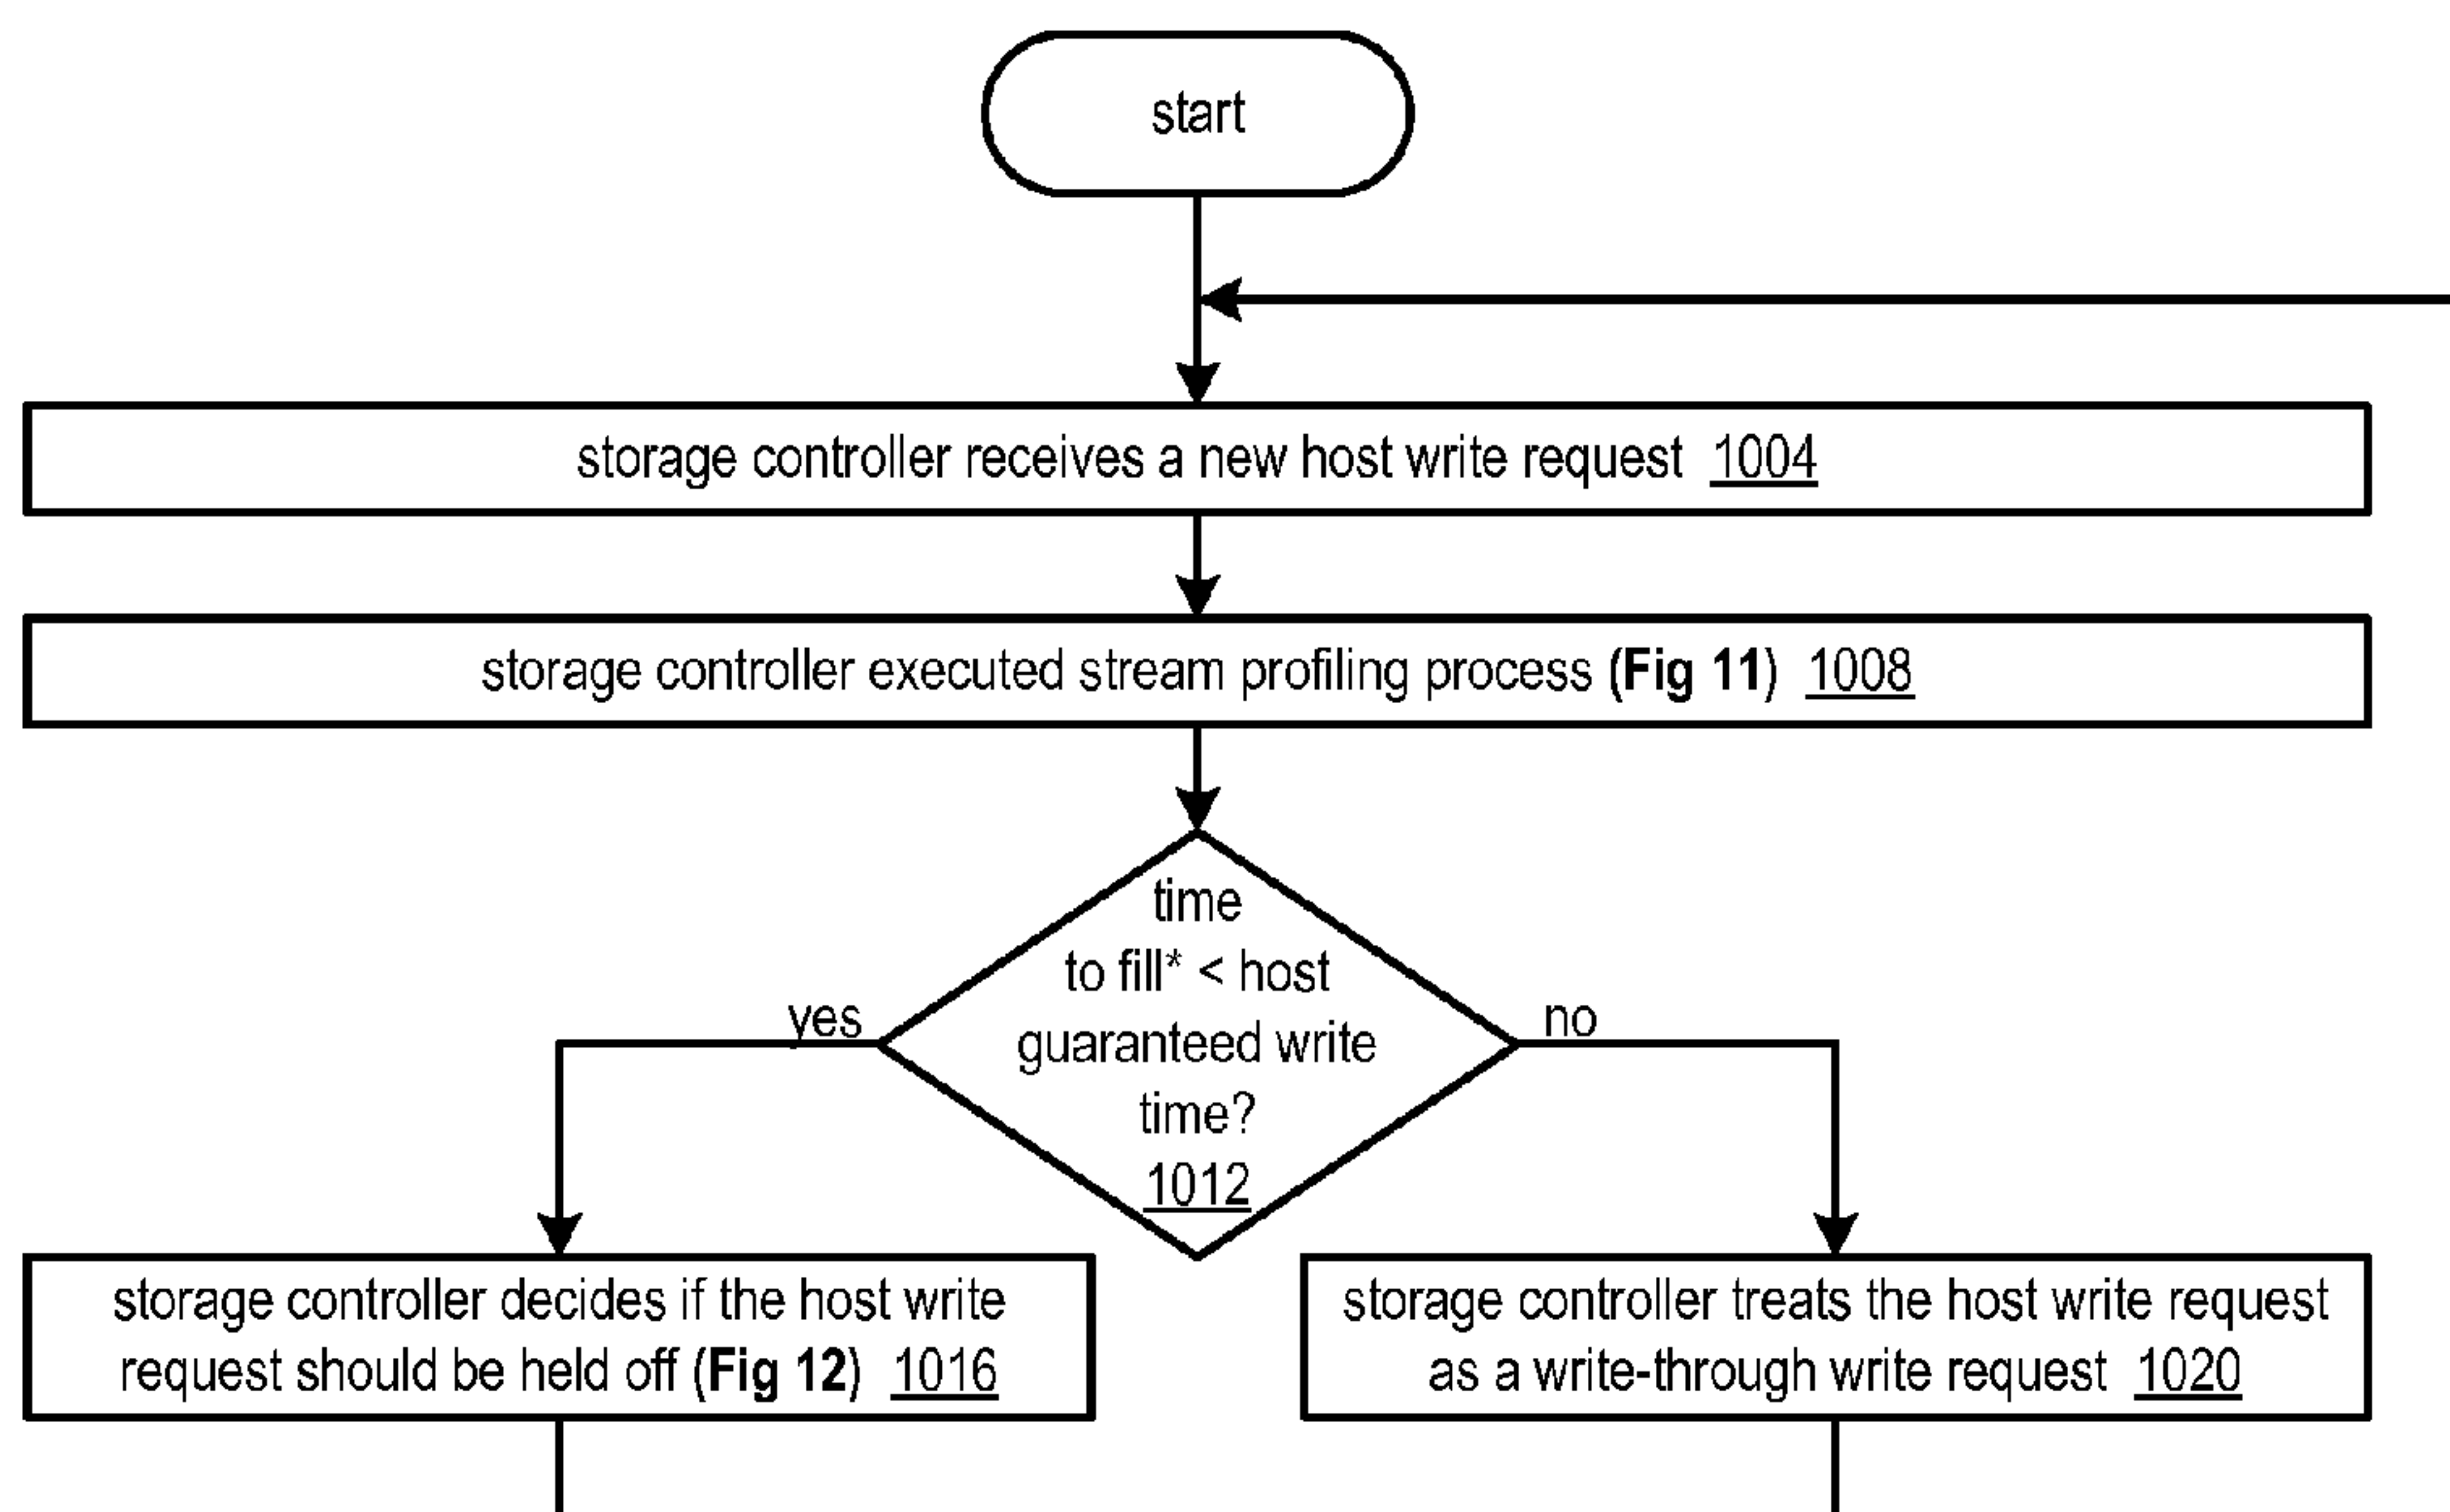 start
storage controller receives a new host write request 1004
storage controller executed stream profiling process (Fig 11) 1008
time
to fill* < host
guaranteed write
time?
1012
yes
no
storage controller decides if the host write
request should be held off (Fig 12) 1016
storage controller treats the host write request
as a write-through write request 1020